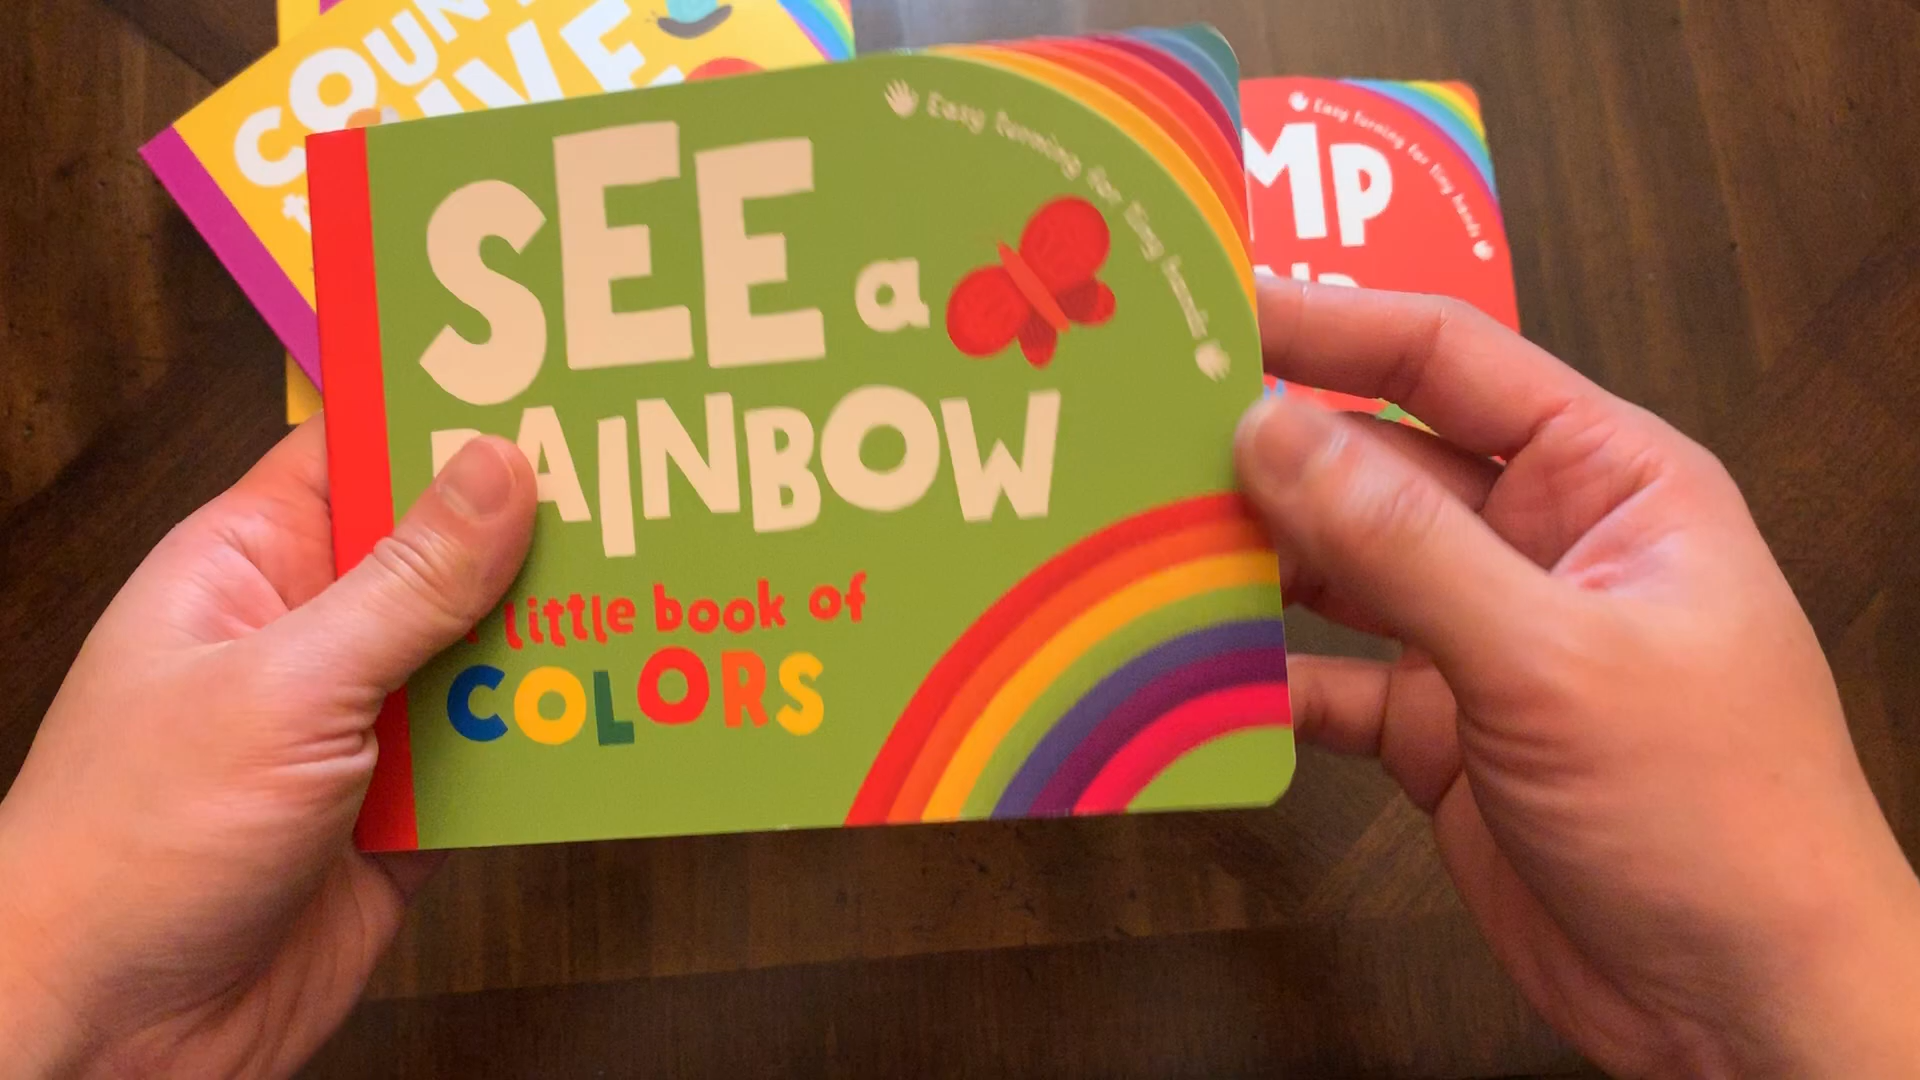 COUNT
FIVE
SEE a
RAINBOW
little book of
COLORS
Easy turning for tiny hands
MP
Easy turning for tiny hands